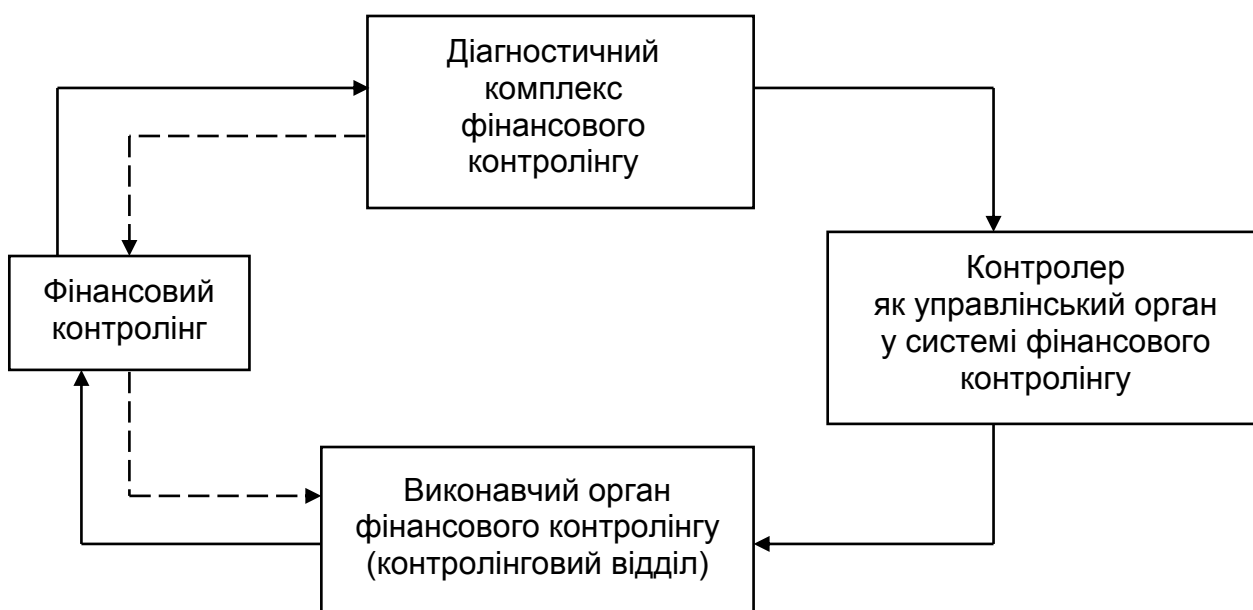 Діагностичний
комплекс
фінансового
контролінгу
Фінансовий
контролінг
Контролер
як управлінський орган
у системі фінансового
контролінгу
Виконавчий орган
фінансового контролінгу
(контролінговий відділ)